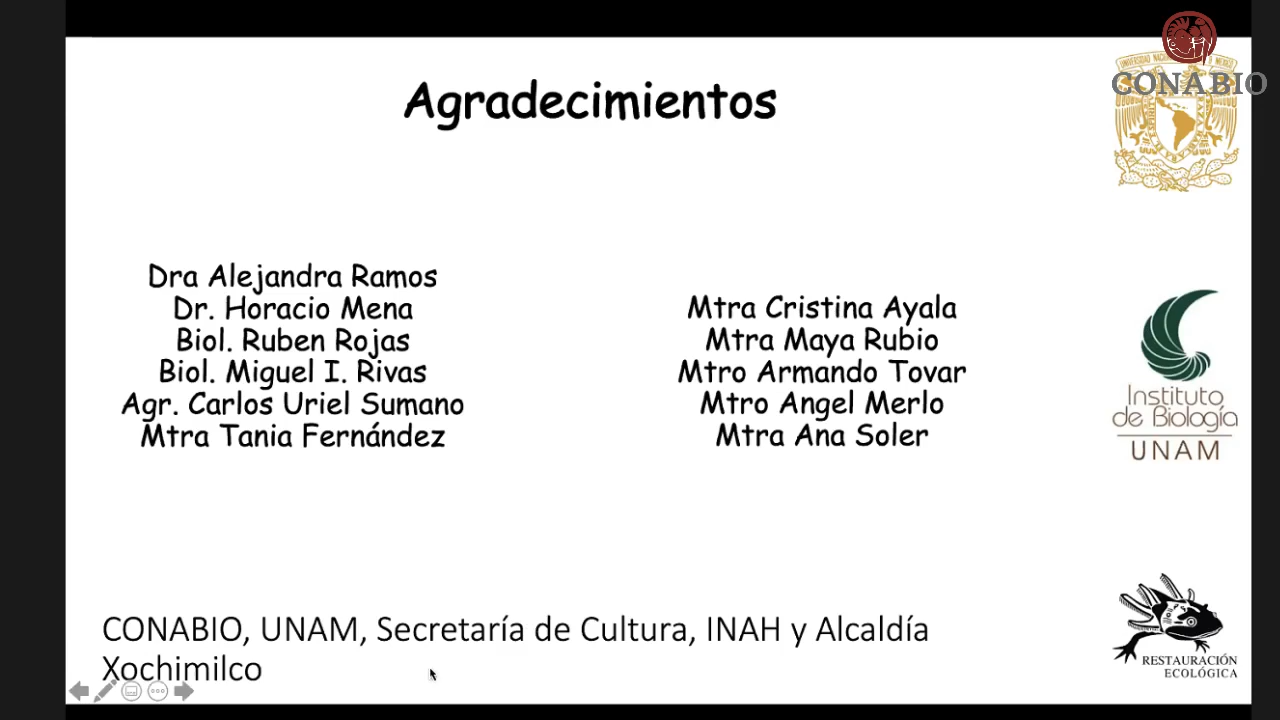 Agradecimientos
CONABIO
Dra Alejandra Ramos
Dr. Horacio Mena
Biol. Ruben Rojas
Biol. Miguel I. Rivas
Agr. Carlos Uriel Sumano
Mtra Tania Fernández
Mtra Cristina Ayala
Mtra Maya Rubio
Mtro Armando Tovar
Mtro Angel Merlo
Mtra Ana Soler
Instituto
de Biología
UNAM
CONABIO, UNAM, Secretaría de Cultura, INAH y Alcaldía
Xochimilco
RESTAURACIÓN
ECOLÓGICA